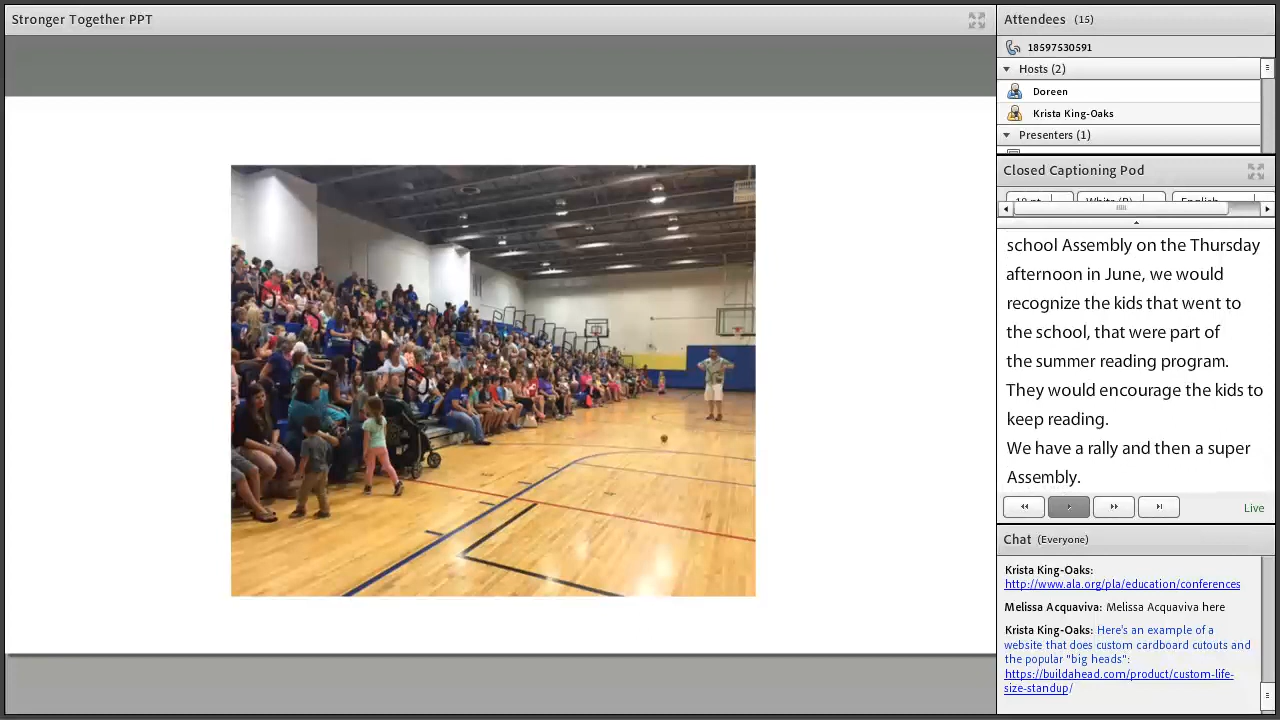 Stronger Together PPT
Attendees (15)
18597530591
Hosts (2)
Doreen
Krista King-Oaks
Presenters (1)
Closed Captioning Pod
school Assembly on the Thursday
afternoon in June, we would
recognize the kids that went to
the school, that were part of
the summer reading program.
They would encourage the kids to
keep reading.
We have a rally and then a super
Assembly.
Live
Chat (Everyone)
Krista King-Oaks:
http://www.ala.org/pla/education/conferences
Melissa Acquaviva: Melissa Acquaviva here
Krista King-Oaks: Here's an example of a
website that does custom cardboard cutouts and
the popular "big heads":
https://buildahead.com/product/custom-life-
size-standup/